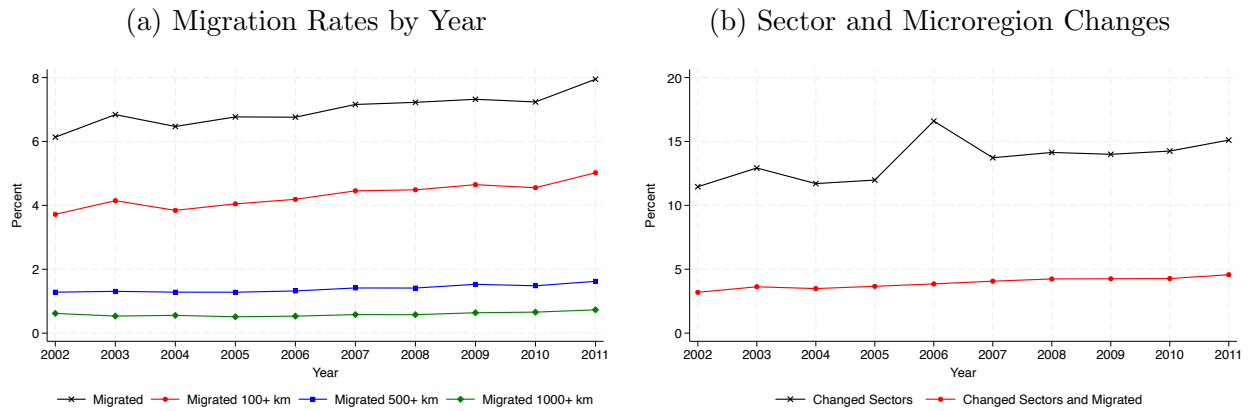 (a) Migration Rates by Year
8
6
4
2
0
Percent
2002 2003 2004 2005 2006 2007 2008 2009 2010 2011
Year
Migrated Migrated 100+ km Migrated 500+ km Migrated 1000+ km
(b) Sector and Microregion Changes
20
15
10
5
0
Percent
2002 2003 2004 2005 2006 2007 2008 2009 2010 2011
Year
Changed Sectors Changed Sectors and Migrated